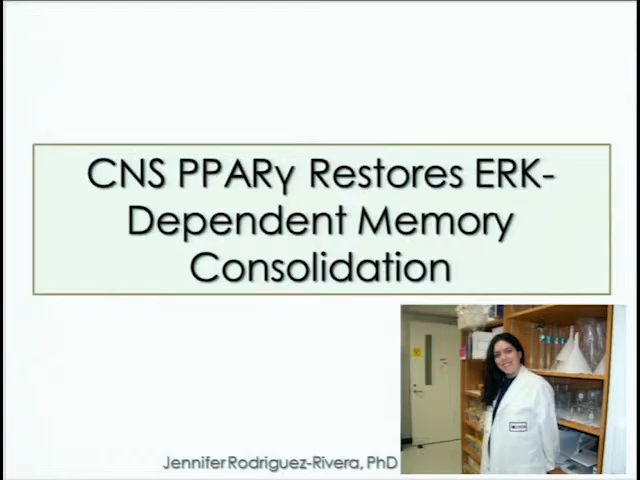 CNS PPARγ Restores ERK-
Dependent Memory
Consolidation
Jennifer Rodriguez-Rivera, PhD